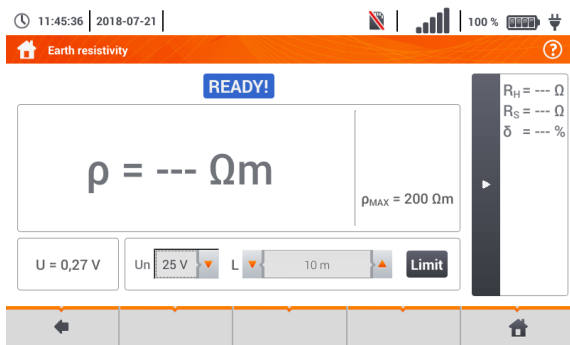 11:45:36 2018-07-21 100 %
Earth resistivity ?
READY!
ρ = --- Ωm
ρMAX = 200 Ωm
RH = --- Ω
RS = --- Ω
δ = --- %
U = 0,27 V Un 25 V L 10 m Limit